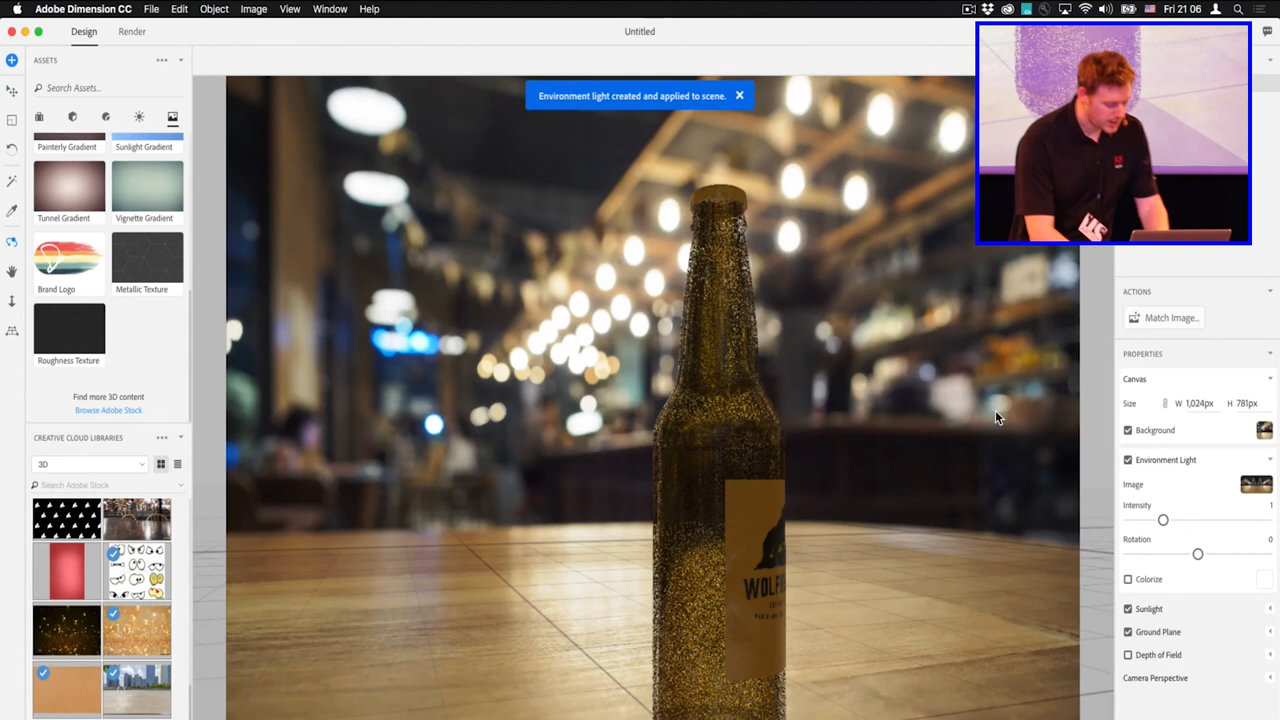 Adobe Dimension CC File Edit Object Image View Window Help
Fri 21 06
Design Render
Untitled
ASSETS
Search Assets...
Painterly Gradient Sunlight Gradient
Tunnel Gradient Vignette Gradient
Brand Logo Metallic Texture
Roughness Texture
Find more 3D content
Browse Adobe Stock
CREATIVE CLOUD LIBRARIES
3D
Search Adobe Stock
Environment light created and applied to scene.
ACTIONS
Match Image...
PROPERTIES
Canvas
Size W 1,024px H 781px
Background
Environment Light
Image
Intensity 1
Rotation 0
Colorize
Sunlight
Ground Plane
Depth of Field
Camera Perspective